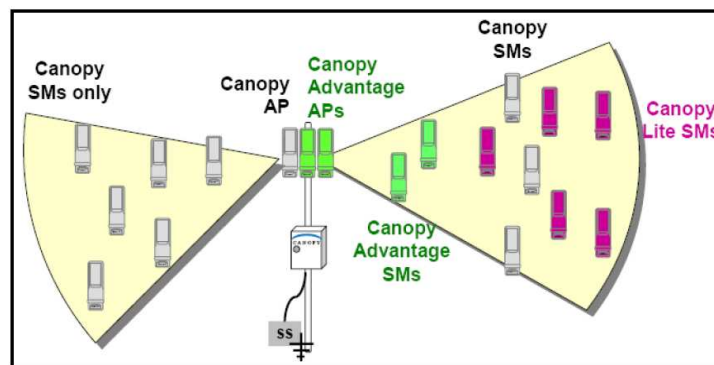 Canopy
SMs only
Canopy
AP
Canopy
Advantage
APs
Canopy
SMs
Canopy
Lite SMs
Canopy
Advantage
SMs
CANOPY
SS